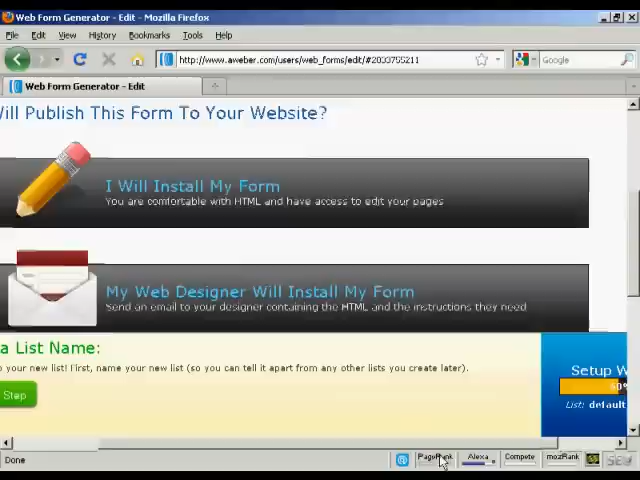 Web Form Generator - Edit - Mozilla Firefox
File Edit View History Bookmarks Tools Help
http://www.aweber.com/users/web_forms/edit/#2033755211
Google
Web Form Generator - Edit
Will Publish This Form To Your Website?
I Will Install My Form
You are comfortable with HTML and have access to edit your pages
My Web Designer Will Install My Form
Send an email to your designer containing the HTML and the instructions they need
a List Name:
your new list! First, name your new list (so you can tell it apart from any other lists you create later).
Step
Setup W
60%
List: default
Done
PageRank Alexa Compete mozRank